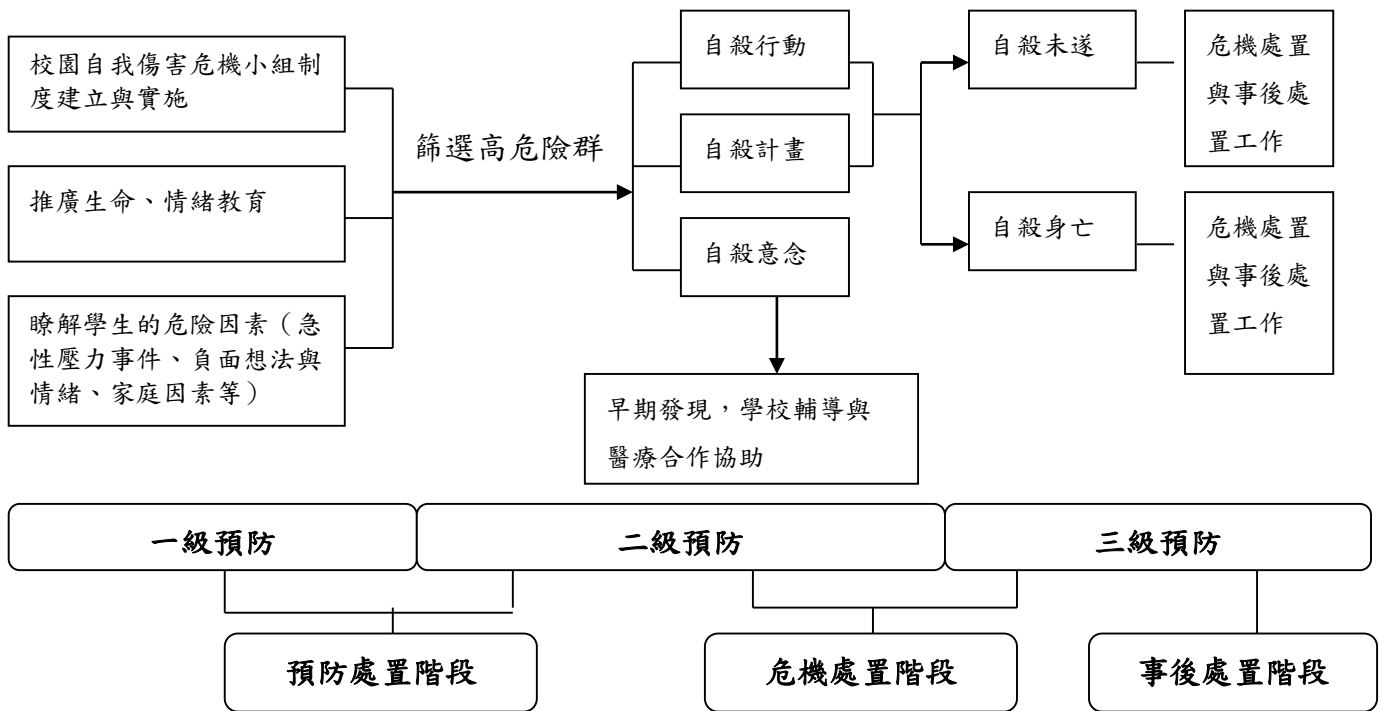 校園自我傷害危機小組制
度建立與實施
推廣生命、情緒教育
瞭解學生的危險因素（急
性壓力事件、負面想法與
情緒、家庭因素等）
篩選高危險群
自殺行動
自殺計畫
自殺意念
早期發現，學校輔導與
醫療合作協助
自殺未遂
危機處置
與事後處
置工作
自殺身亡
危機處置
與事後處
置工作
一級預防
二級預防
三級預防
預防處置階段
危機處置階段
事後處置階段